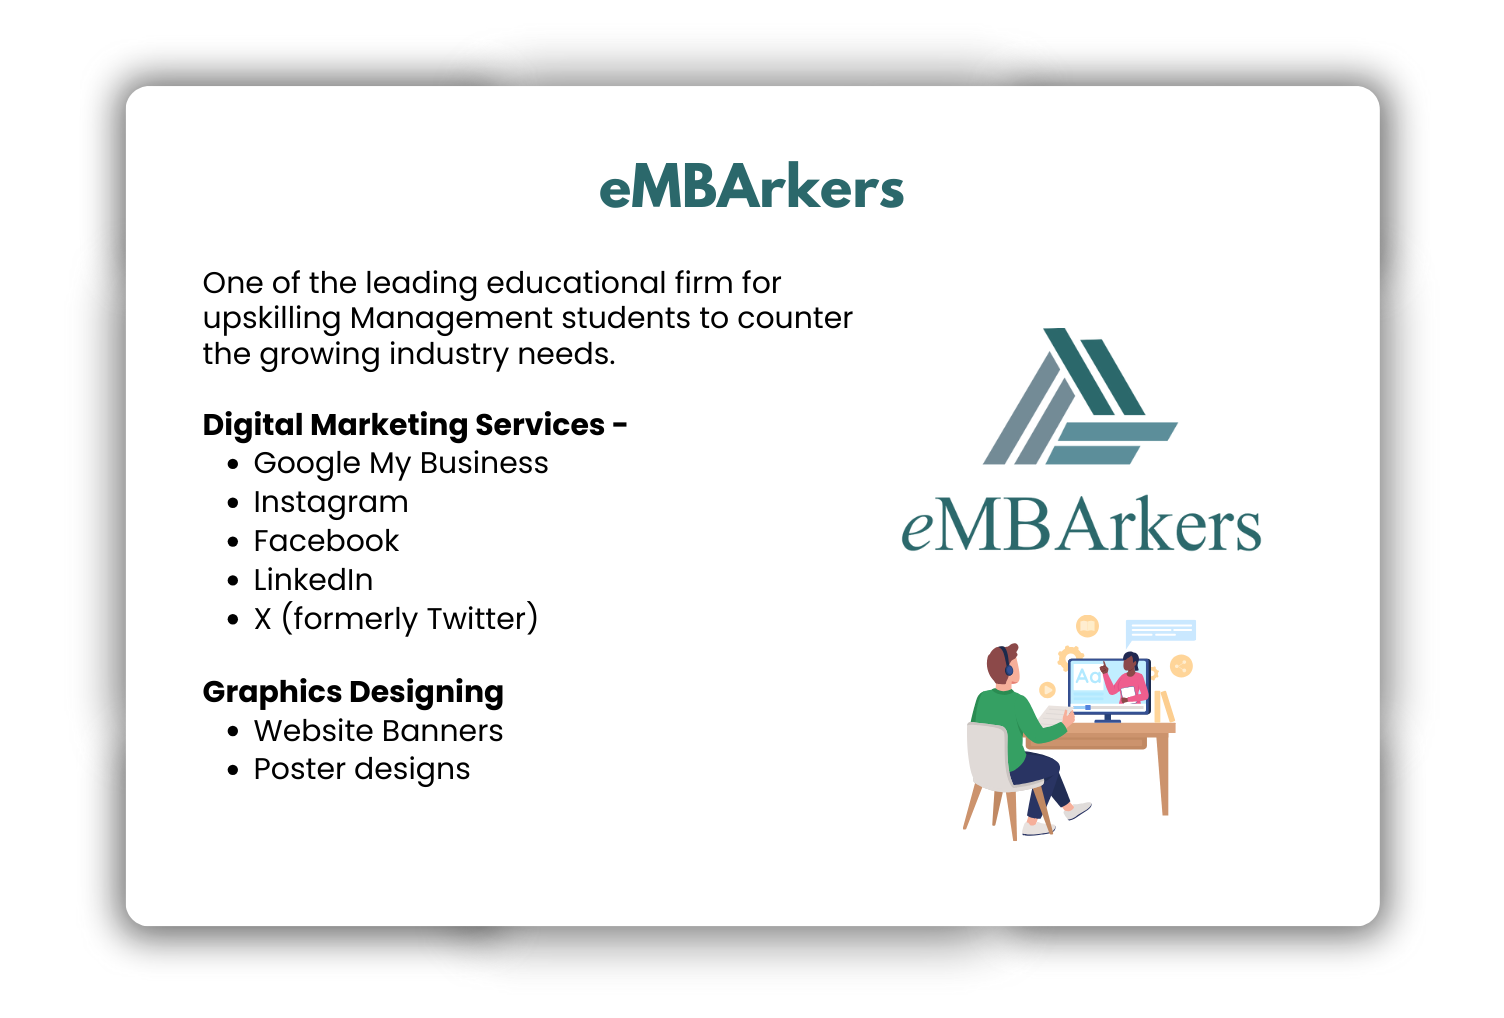 eMBArkers
One of the leading educational firm for
upskilling Management students to counter
the growing industry needs.
Digital Marketing Services -
• Google My Business
• Instagram
• Facebook
• LinkedIn
• X (formerly Twitter)
Graphics Designing
• Website Banners
• Poster designs
eMBArkers
Aa